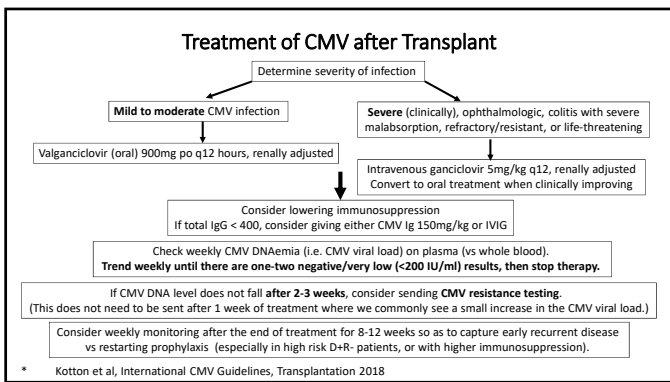 Treatment of CMV after Transplant
Determine severity of infection
Mild to moderate CMV infection
Severe (clinically), ophthalmologic, colitis with severe
malabsorption, refractory/resistant, or life-threatening
Valganciclovir (oral) 900mg po q12 hours, renally adjusted
Intravenous ganciclovir 5mg/kg q12, renally adjusted
Convert to oral treatment when clinically improving
Consider lowering immunosuppression
If total IgG < 400, consider giving either CMV Ig 150mg/kg or IVIG
Check weekly CMV DNAemia (i.e. CMV viral load) on plasma (vs whole blood).
Trend weekly until there are one-two negative/very low (<200 IU/ml) results, then stop therapy.
If CMV DNA level does not fall after 2-3 weeks, consider sending CMV resistance testing.
(This does not need to be sent after 1 week of treatment where we commonly see a small increase in the CMV viral load.)
Consider weekly monitoring after the end of treatment for 8-12 weeks so as to capture early recurrent disease
vs restarting prophylaxis (especially in high risk D+R- patients, or with higher immunosuppression).
* Kotton et al, International CMV Guidelines, Transplantation 2018